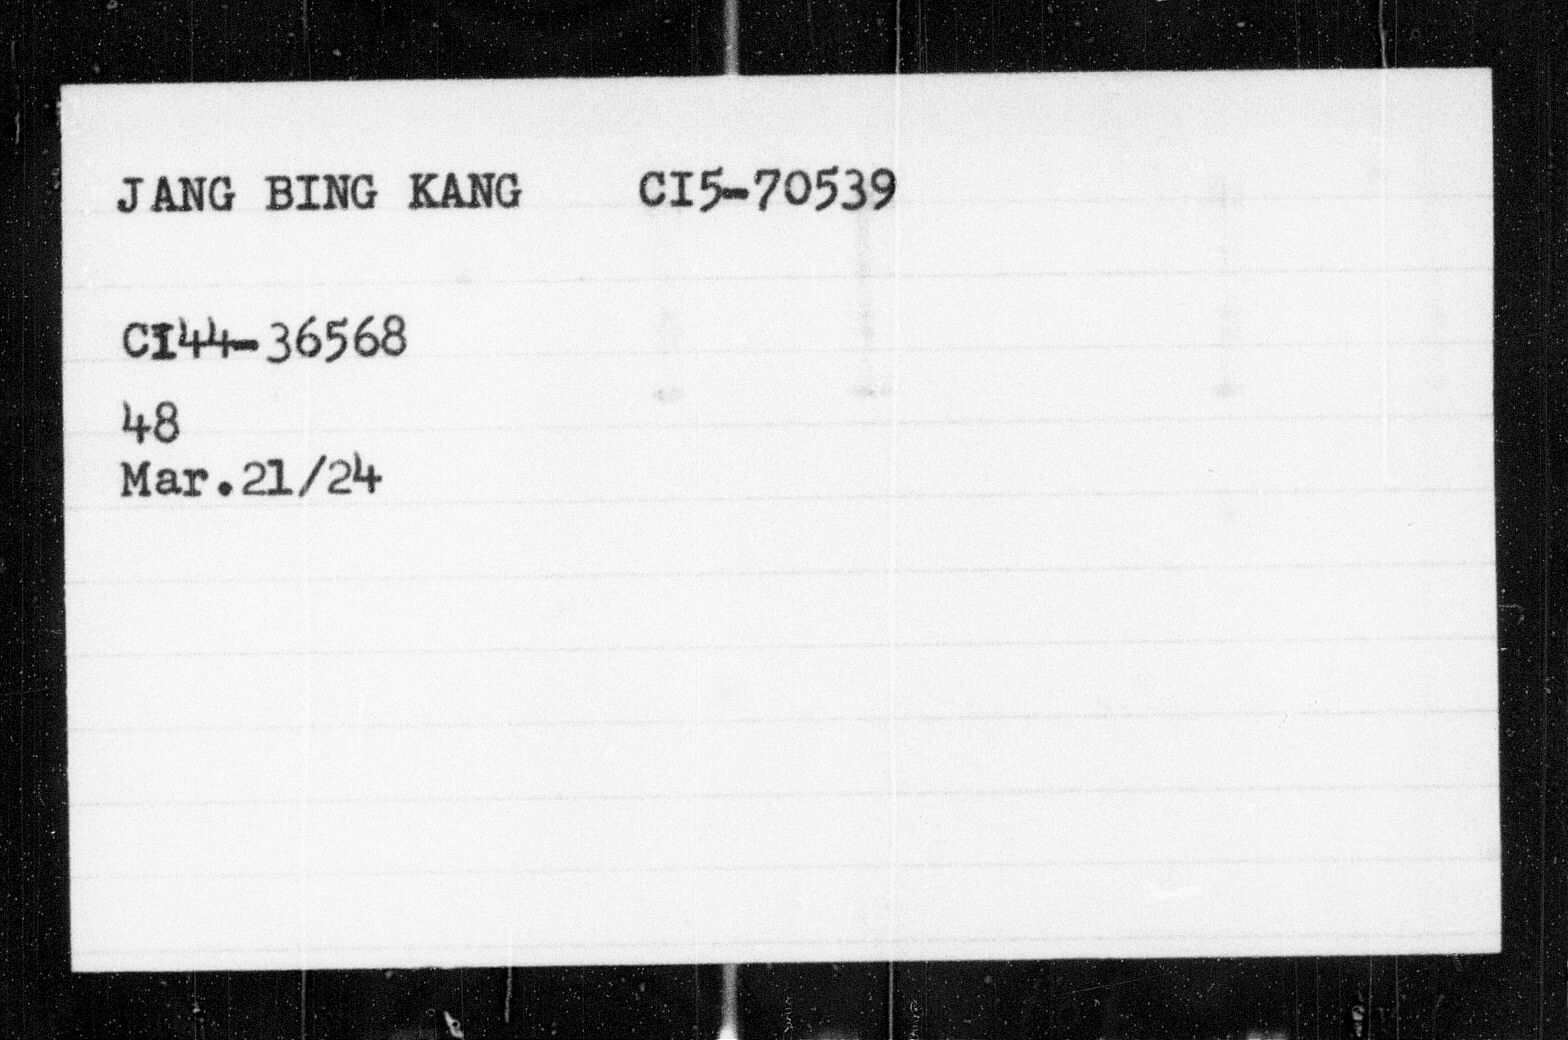 JANG BING KANG CI5-70539
CI44-36568
48
Mar.21/24